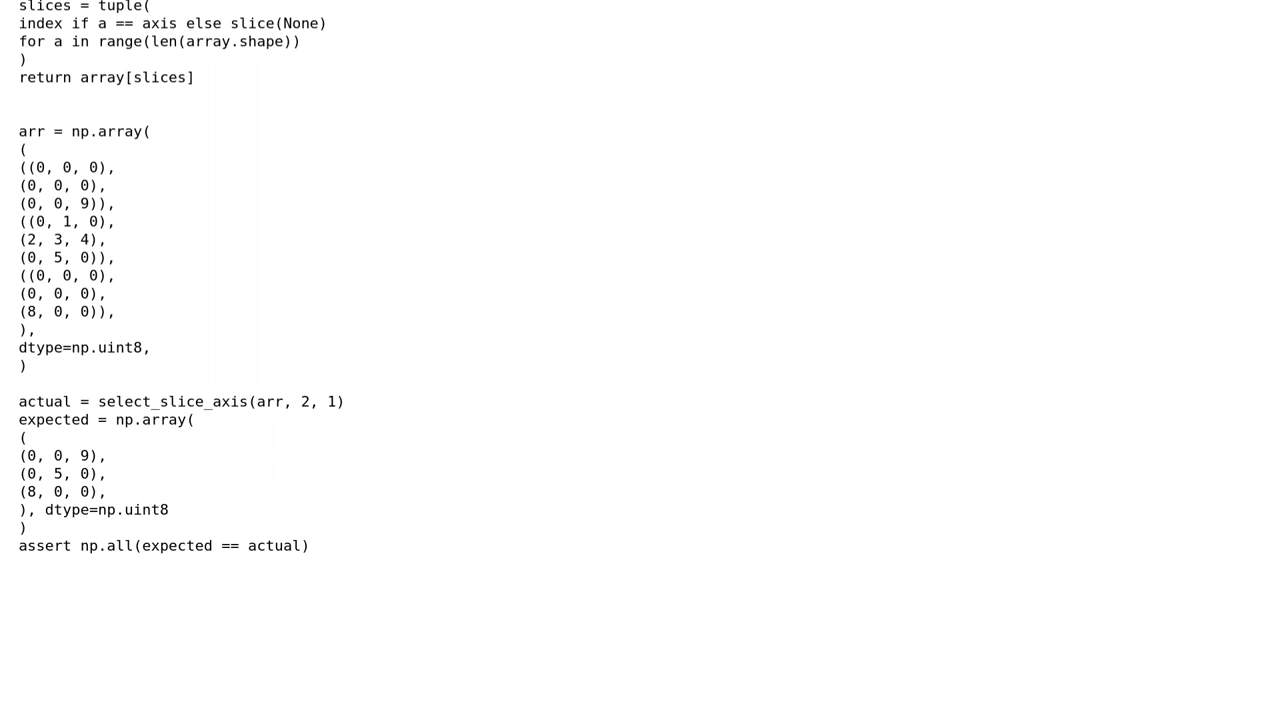 slices = tuple(
index if a == axis else slice(None)
for a in range(len(array.shape))
)
return array[slices]
arr = np.array(
(
((0, 0, 0),
(0, 0, 0),
(0, 0, 9)),
((0, 1, 0),
(2, 3, 4),
(0, 5, 0)),
((0, 0, 0),
(0, 0, 0),
(8, 0, 0)),
),
dtype=np.uint8,
)
actual = select_slice_axis(arr, 2, 1)
expected = np.array(
(
(0, 0, 9),
(0, 5, 0),
(8, 0, 0),
), dtype=np.uint8
)
assert np.all(expected == actual)